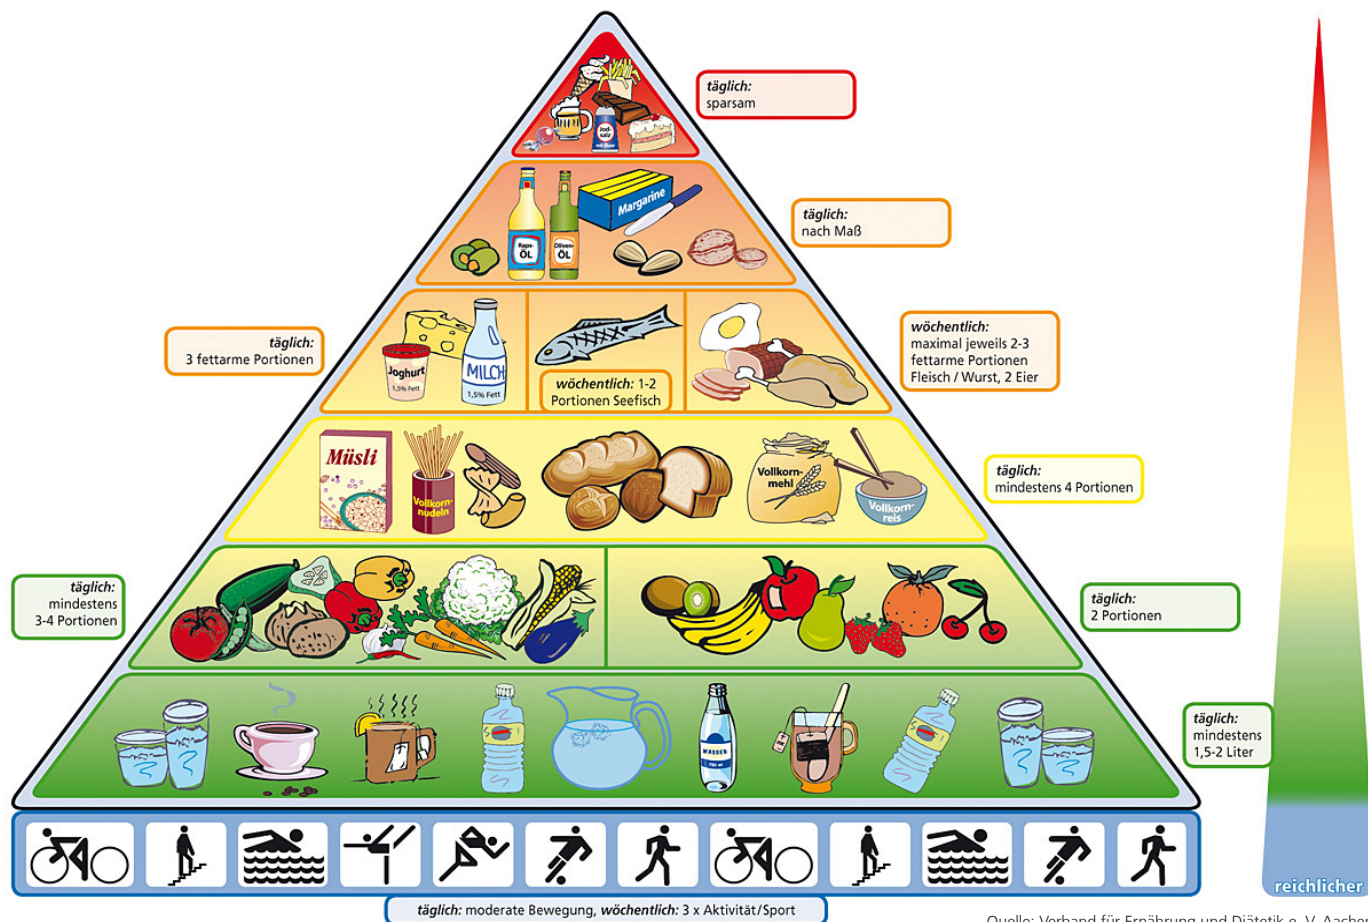 täglich:
sparsam
Jod-
salz
täglich:
nach Maß
Margarine
Raps-
ÖL
Oliven-
ÖL
täglich:
3 fettarme Portionen
Joghurt
1,5% Fett
MILCH
1,5% Fett
wöchentlich: 1-2
Portionen Seefisch
wöchentlich:
maximal jeweils 2-3
fettarme Portionen
Fleisch / Wurst, 2 Eier
Müsli
Vollkorn-
nudeln
Vollkorn-
mehl
Vollkorn-
reis
täglich:
mindestens 4 Portionen
täglich:
mindestens
3-4 Portionen
täglich:
2 Portionen
WASSER
täglich:
mindestens
1,5-2 Liter
reichlicher
täglich: moderate Bewegung, wöchentlich: 3 x Aktivität/Sport
Quelle: Verband für Ernährung und Diätetik e. V. Aachen